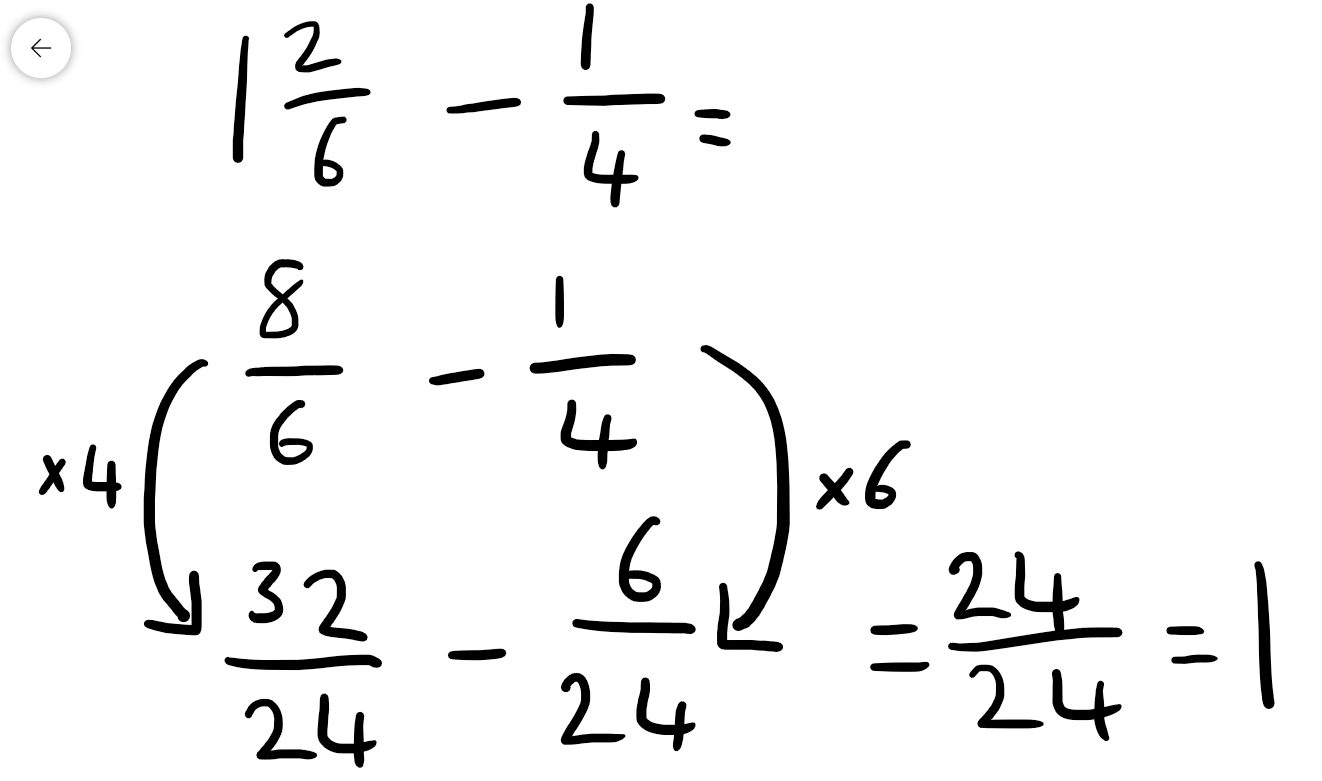 1 2/6 - 1/4 =
8/6 - 1/4
×4 ×6
32/24 - 6/24 = 24/24 = 1